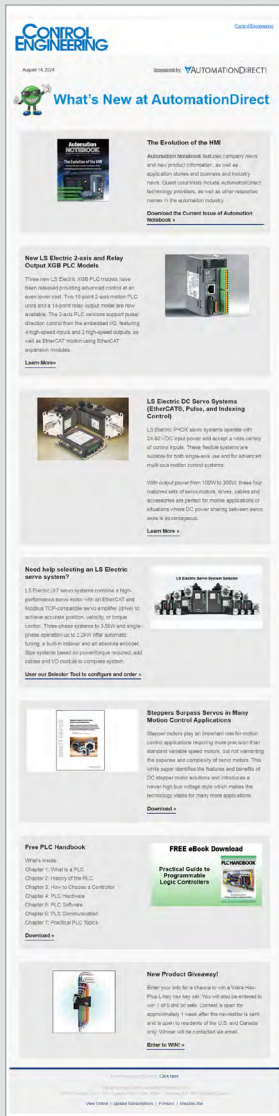 CONTROL
ENGINEERING
Control Engineering
August 14, 2024
Sponsored by:
AUTOMATIONDIRECT
What's New at AutomationDirect
Automation
NOTEBOOK
The Evolution of the HMI
The Evolution of the HMI
Automation Notebook features company news
and new product information, as well as
application stories and business and industry
news. Guest columnists include AutomationDirect
technology providers, as well as other respected
names in the automation industry.
Download the Current Issue of Automation
Notebook »
New LS Electric 2-axis and Relay
Output XGB PLC Models
Three new LS Electric XGB PLC models have
been released providing advanced control at an
even lower cost. Two 10-point 2-axis motion PLC
units and a 14-point relay output model are now
available. The 2-axis PLC versions support pulse/
direction control from the embedded I/O, featuring
4 high-speed inputs and 2 high-speed outputs, as
well as EtherCAT motion using EtherCAT
expansion modules.
Learn More»
LS Electric DC Servo Systems
(EtherCAT®, Pulse, and Indexing
Control)
LS Electric PHOX servo systems operate with
24-80 VDC input power and accept a wide variety
of control inputs. These flexible systems are
suitable for both single-axis use and for advanced
multi-axis motion control systems.
With output power from 100W to 300W, these four
matched sets of servo motors, drives, cables and
accessories are perfect for mobile applications or
situations where DC power sharing between servo
axes is advantageous.
Learn More »
Need help selecting an LS Electric
servo system?
LS Electric iX7 servo systems combine a high-
performance servo motor with an EtherCAT and
Modbus TCP-compatible servo amplifier (drive) to
achieve accurate position, velocity, or torque
control. Three-phase systems to 3.5kW and single-
phase operation up to 2.2kW offer automatic
tuning, a built-in indexer and an absolute encoder.
Size systems based on power/torque required, add
cables and I/O module to complete system.
User our Selector Tool to configure and order »
LS Electric Servo System Selector
Steppers Surpass Servos in Many
Motion Control Applications
Stepper motors play an important role for motion
control applications requiring more precision than
standard variable speed motors, but not warranting
the expense and complexity of servo motors. This
white paper identifies the features and benefits of
DC stepper motor solutions and introduces a
newer high bus voltage style which makes the
technology viable for many more applications.
Download »
WHITE PAPER
Free PLC Handbook
What's inside:
Chapter 1: What is a PLC
Chapter 2: History of the PLC
Chapter 3: How to Choose a Controller
Chapter 4: PLC Hardware
Chapter 5: PLC Software
Chapter 6: PLC Communication
Chapter 7: Practical PLC Topics
Download »
FREE eBook Download
Practical Guide to
Programmable
Logic Controllers
PLC HANDBOOK
New Product Giveaway!
Enter your info for a chance to win a Wera Hex-
Plus L-key tool key set. You will also be entered to
win 1 of 5 drill bit sets. Contest is open for
approximately 1 week after the newsletter is sent
and is open to residents of the U.S. and Canada
only. Winner will be contacted via email.
Enter to WIN! »
Click here
View Online | Update Subscriptions | Forward | Unsubscribe